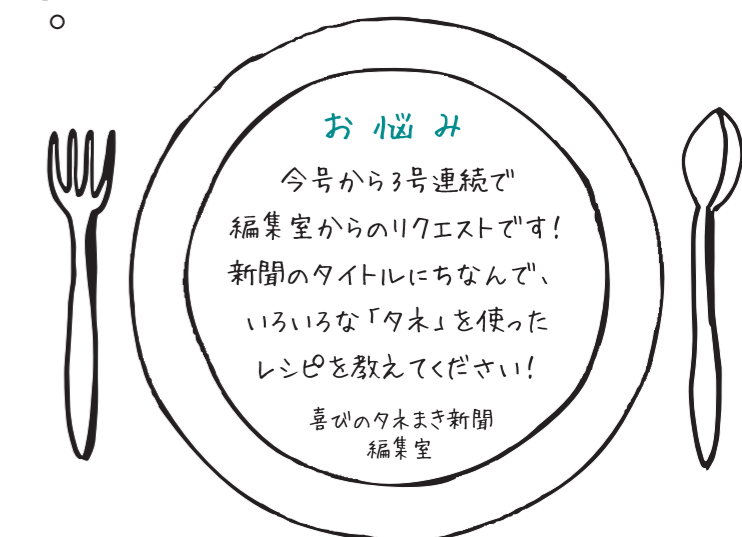 お悩み
今号から3号連続で
編集室からのリクエストです!
新聞のタイトルにちなんで、
いろいろな「タネ」を使った
レシピを教えてください!
喜びのタネまき新聞
編集室